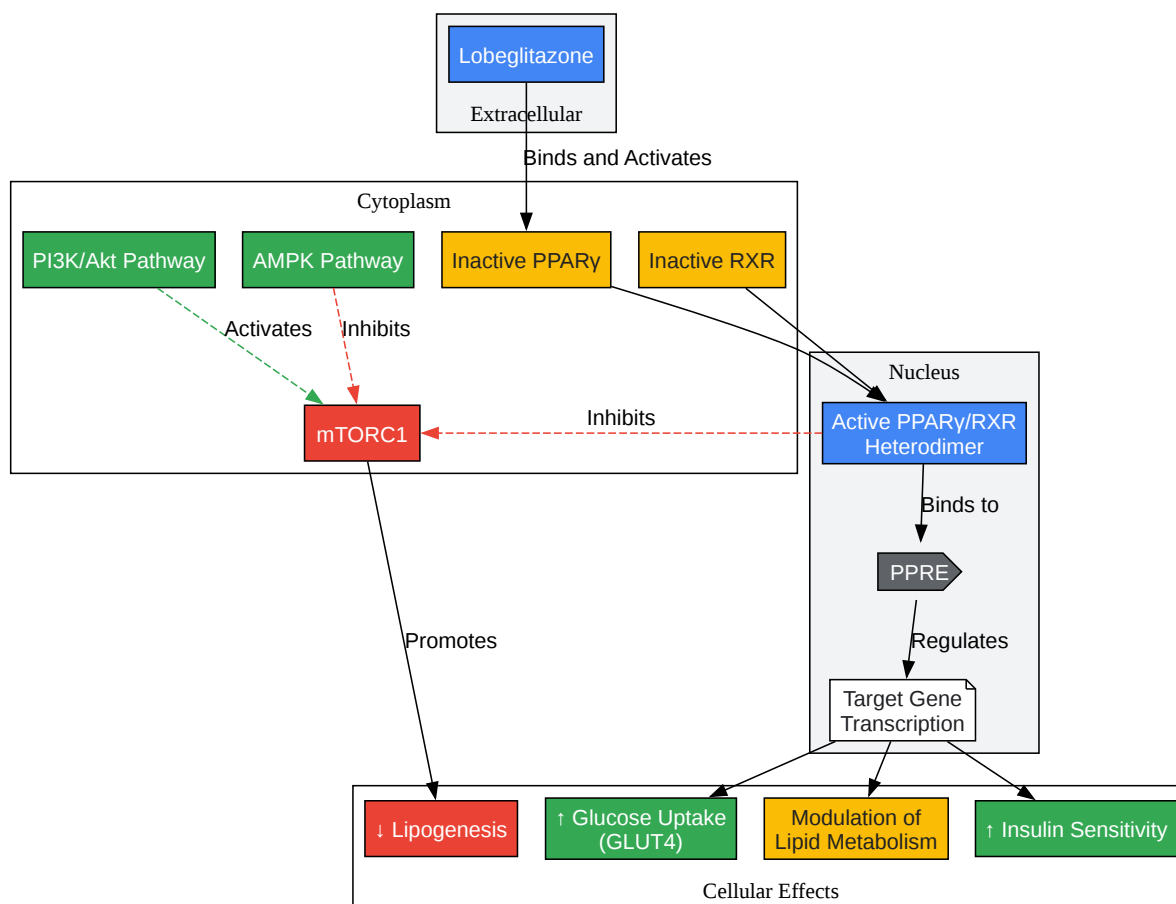 Lobeglitazone
Extracellular
Binds and Activates
Cytoplasm
PI3K/Akt Pathway
AMPK Pathway
Inactive PPARγ
Inactive RXR
Activates
Inhibits
Nucleus
mTORC1
Inhibits
Active PPARγ/RXR
Heterodimer
Binds to
PPRE
Promotes
Regulates
Target Gene
Transcription
↓ Lipogenesis
↑ Glucose Uptake
(GLUT4)
Modulation of
Lipid Metabolism
↑ Insulin Sensitivity
Cellular Effects